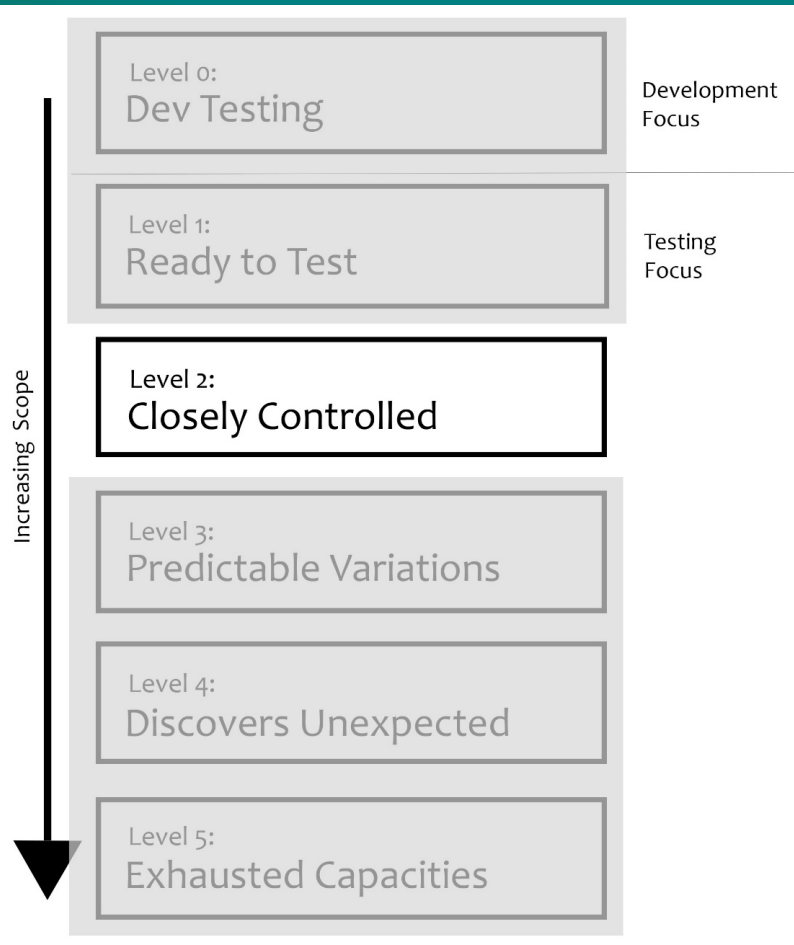 Level 0:
Dev Testing
Development
Focus
Level 1:
Ready to Test
Testing
Focus
Increasing Scope
Level 2:
Closely Controlled
Level 3:
Predictable Variations
Level 4:
Discovers Unexpected
Level 5:
Exhausted Capacities